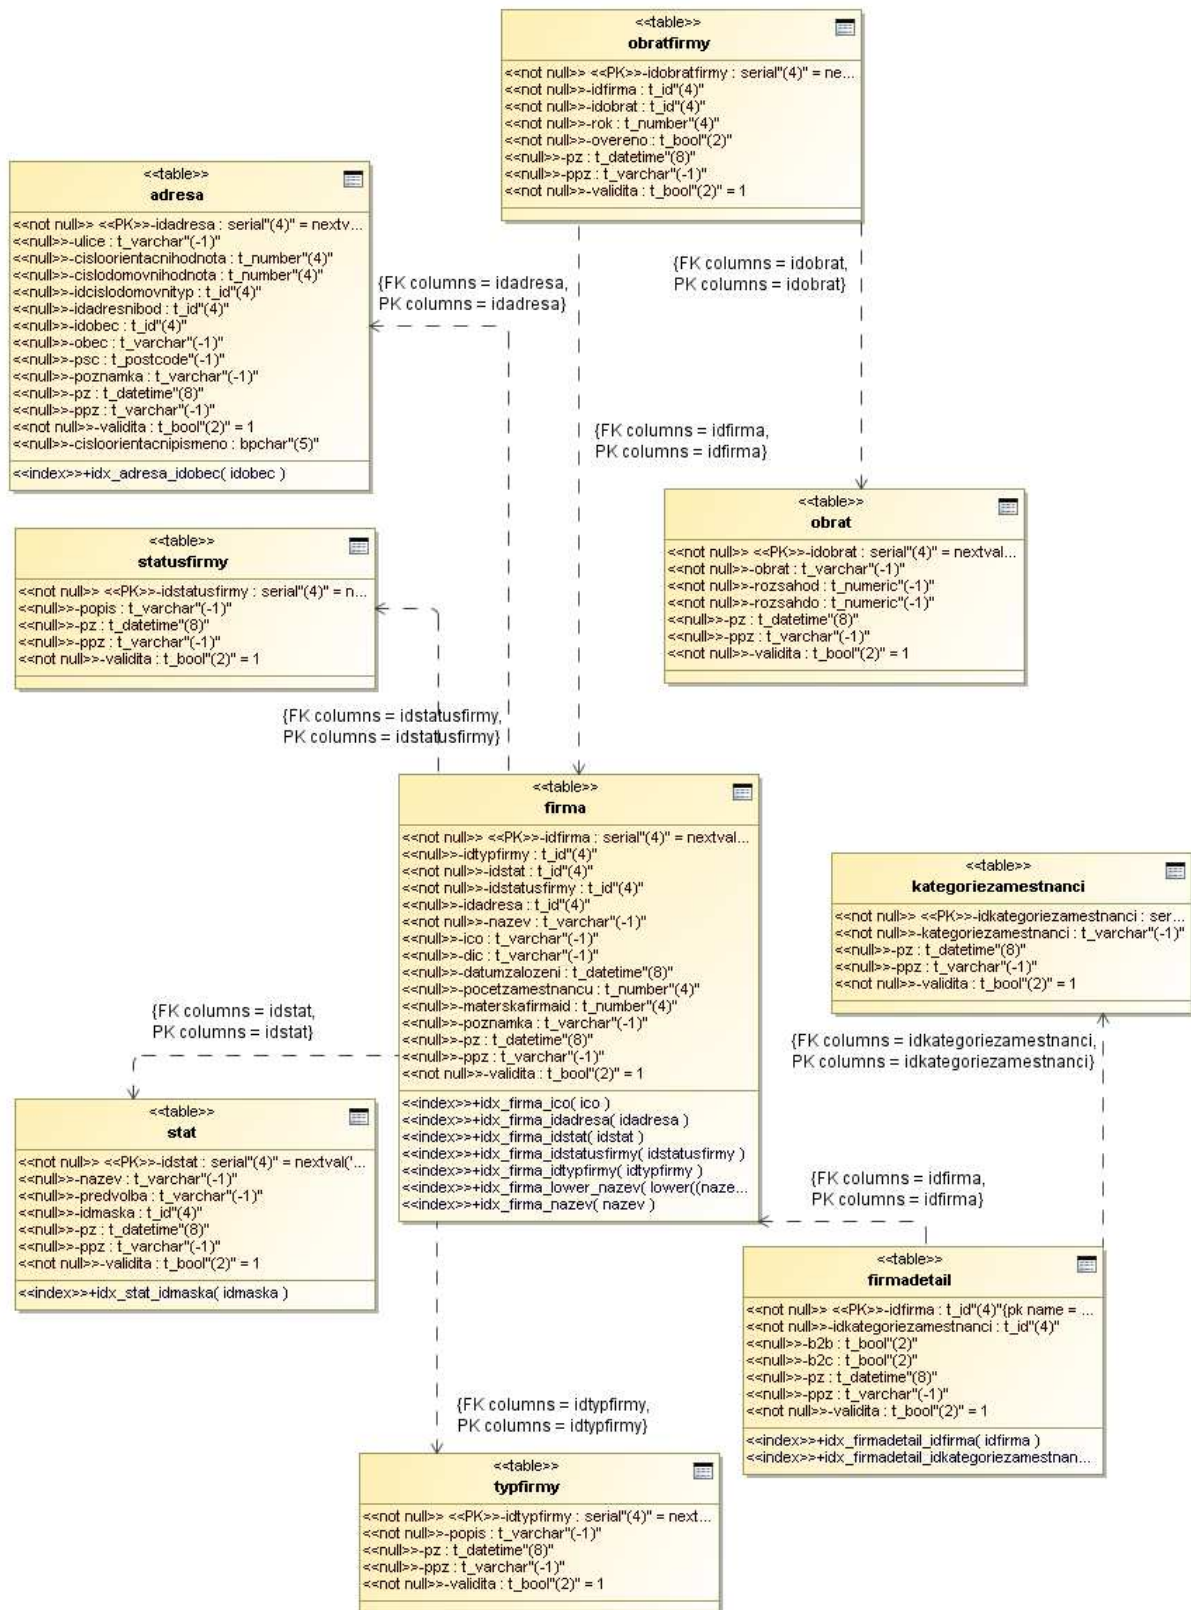 <<table>>
obratfirmy
<<not null>> <<PK>>-idobratfirmy : serial"(4)" = ne...
<<not null>>-idfirma : t_id"(4)"
<<not null>>-idobrat : t_id"(4)"
<<not null>>-rok : t_number"(4)"
<<not null>>-overeno : t_bool"(2)"
<<null>>-pz : t_datetime"(8)"
<<null>>-ppz : t_varchar"(-1)"
<<not null>>-validita : t_bool"(2)" = 1
<<table>>
adresa
<<not null>> <<PK>>-idadresa : serial"(4)" = nextv...
<<null>>-ulice : t_varchar"(-1)"
<<null>>-cisloorientacnihodnota : t_number"(4)"
<<null>>-cislodomovnihodnota : t_number"(4)"
<<null>>-idcislodomovnityp : t_id"(4)"
<<null>>-idadresnibod : t_id"(4)"
<<null>>-idobec : t_id"(4)"
<<null>>-obec : t_varchar"(-1)"
<<null>>-psc : t_postcode"(-1)"
<<null>>-poznamka : t_varchar"(-1)"
<<null>>-pz : t_datetime"(8)"
<<null>>-ppz : t_varchar"(-1)"
<<not null>>-validita : t_bool"(2)" = 1
<<null>>-cisloorientacnipismeno : bpchar"(5)"
<<index>>+idx_adresa_idobec( idobec )
{FK columns = idadresa,
PK columns = idadresa}
{FK columns = idobrat,
PK columns = idobrat}
{FK columns = idfirma,
PK columns = idfirma}
<<table>>
obrat
<<not null>> <<PK>>-idobrat : serial"(4)" = nextval...
<<not null>>-obrat : t_varchar"(-1)"
<<not null>>-rozsahod : t_numeric"(-1)"
<<not null>>-rozsahdo : t_numeric"(-1)"
<<null>>-pz : t_datetime"(8)"
<<null>>-ppz : t_varchar"(-1)"
<<not null>>-validita : t_bool"(2)" = 1
<<table>>
statusfirmy
<<not null>> <<PK>>-idstatusfirmy : serial"(4)" = n...
<<null>>-popis : t_varchar"(-1)"
<<null>>-pz : t_datetime"(8)"
<<null>>-ppz : t_varchar"(-1)"
<<not null>>-validita : t_bool"(2)" = 1
{FK columns = idstatusfirmy,
PK columns = idstatusfirmy}
<<table>>
firma
<<not null>> <<PK>>-idfirma : serial"(4)" = nextval...
<<null>>-idtypfirmy : t_id"(4)"
<<not null>>-idstat : t_id"(4)"
<<not null>>-idstatusfirmy : t_id"(4)"
<<null>>-idadresa : t_id"(4)"
<<not null>>-nazev : t_varchar"(-1)"
<<null>>-ico : t_varchar"(-1)"
<<null>>-dic : t_varchar"(-1)"
<<null>>-datumzalozeni : t_datetime"(8)"
<<null>>-pocetzamestnancu : t_number"(4)"
<<null>>-materskafirmaid : t_number"(4)"
<<null>>-poznamka : t_varchar"(-1)"
<<null>>-pz : t_datetime"(8)"
<<null>>-ppz : t_varchar"(-1)"
<<not null>>-validita : t_bool"(2)" = 1
<<index>>+idx_firma_ico( ico )
<<index>>+idx_firma_idadresa( idadresa )
<<index>>+idx_firma_idstat( idstat )
<<index>>+idx_firma_idstatusfirmy( idstatusfirmy )
<<index>>+idx_firma_idtypfirmy( idtypfirmy )
<<index>>+idx_firma_lower_nazev( lower((naze...
<<index>>+idx_firma_nazev( nazev )
<<table>>
kategoriezamestnanci
<<not null>> <<PK>>-idkategoriezamestnanci : ser...
<<not null>>-kategoriezamestnanci : t_varchar"(-1)"
<<null>>-pz : t_datetime"(8)"
<<null>>-ppz : t_varchar"(-1)"
<<not null>>-validita : t_bool"(2)" = 1
{FK columns = idstat,
PK columns = idstat}
{FK columns = idkategoriezamestnanci,
PK columns = idkategoriezamestnanci}
<<table>>
stat
<<not null>> <<PK>>-idstat : serial"(4)" = nextval('...
<<null>>-nazev : t_varchar"(-1)"
<<null>>-predvolba : t_varchar"(-1)"
<<null>>-idmaska : t_id"(4)"
<<null>>-pz : t_datetime"(8)"
<<null>>-ppz : t_varchar"(-1)"
<<not null>>-validita : t_bool"(2)" = 1
<<index>>+idx_stat_idmaska( idmaska )
{FK columns = idfirma,
PK columns = idfirma}
<<table>>
firmadetail
<<not null>> <<PK>>-idfirma : t_id"(4)"{pk name = ...
<<not null>>-idkategoriezamestnanci : t_id"(4)"
<<null>>-b2b : t_bool"(2)"
<<null>>-b2c : t_bool"(2)"
<<null>>-pz : t_datetime"(8)"
<<null>>-ppz : t_varchar"(-1)"
<<not null>>-validita : t_bool"(2)" = 1
<<index>>+idx_firmadetail_idfirma( idfirma )
<<index>>+idx_firmadetail_idkategoriezamestnan...
{FK columns = idtypfirmy,
PK columns = idtypfirmy}
<<table>>
typfirmy
<<not null>> <<PK>>-idtypfirmy : serial"(4)" = next...
<<not null>>-popis : t_varchar"(-1)"
<<null>>-pz : t_datetime"(8)"
<<null>>-ppz : t_varchar"(-1)"
<<not null>>-validita : t_bool"(2)" = 1